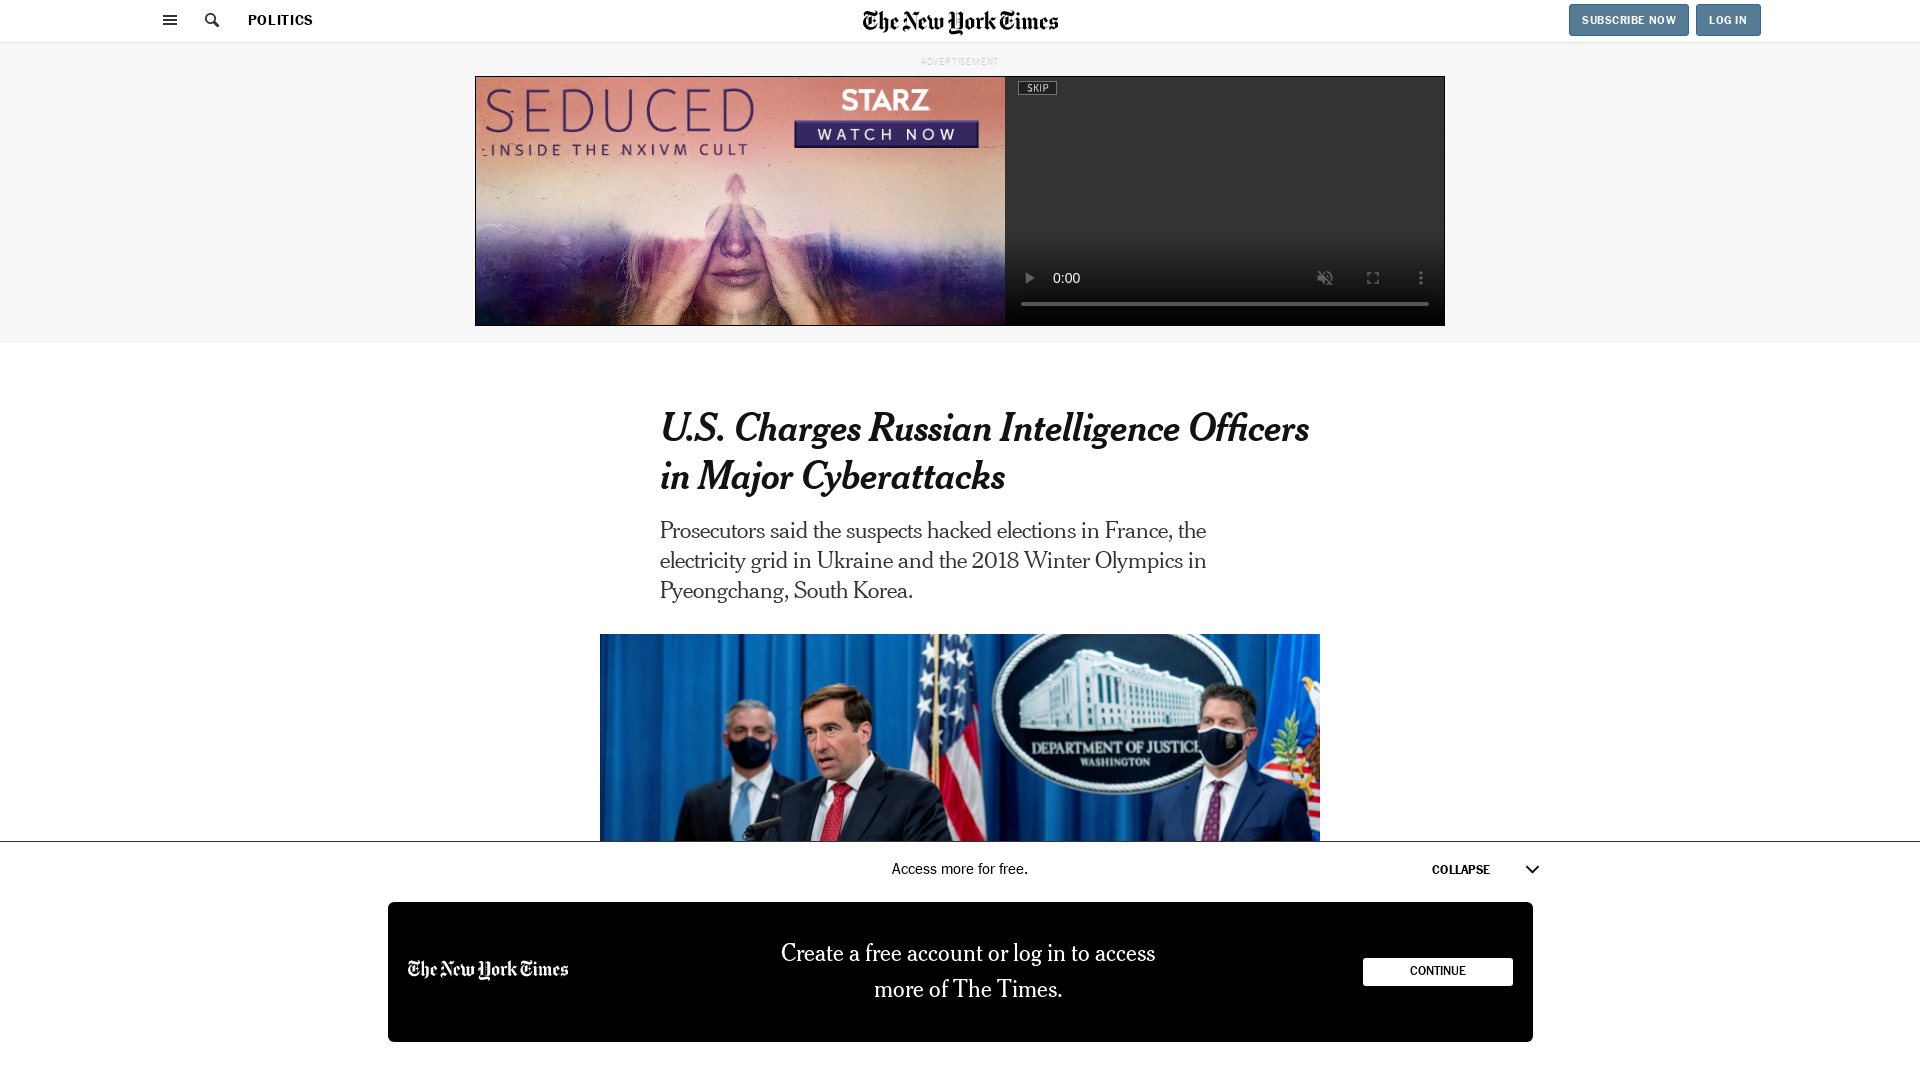 POLITICS
The New York Times
SUBSCRIBE NOW
LOG IN
ADVERTISEMENT
SEDUCED
INSIDE THE NXIVM CULT
STARZ
WATCH NOW
SKIP
0:00
U.S. Charges Russian Intelligence Officers
in Major Cyberattacks
Prosecutors said the suspects hacked elections in France, the
electricity grid in Ukraine and the 2018 Winter Olympics in
Pyeongchang, South Korea.
DEPARTMENT OF JUSTICE
WASHINGTON
Access more for free.
COLLAPSE
The New York Times
Create a free account or log in to access
more of The Times.
CONTINUE